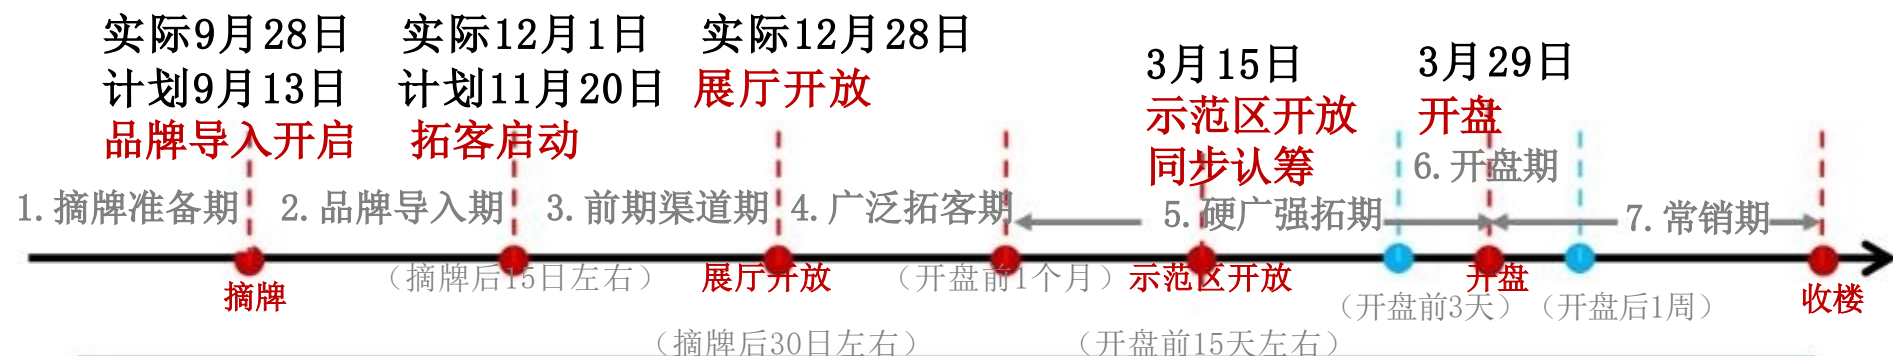 实际9月28日
计划9月13日
品牌导入开启
实际12月1日
计划11月20日
拓客启动
实际12月28日
展厅开放
3月15日
示范区开放
同步认筹
3月29日
开盘
1.摘牌准备期
2.品牌导入期
3.前期渠道期
4.广泛拓客期
5.硬广强拓期
6.开盘期
7.常销期
摘牌
（摘牌后15日左右）
展厅开放
（摘牌后30日左右）
（开盘前1个月）
示范区开放
（开盘前15天左右）
（开盘前3天）
开盘
（开盘后1周）
收楼